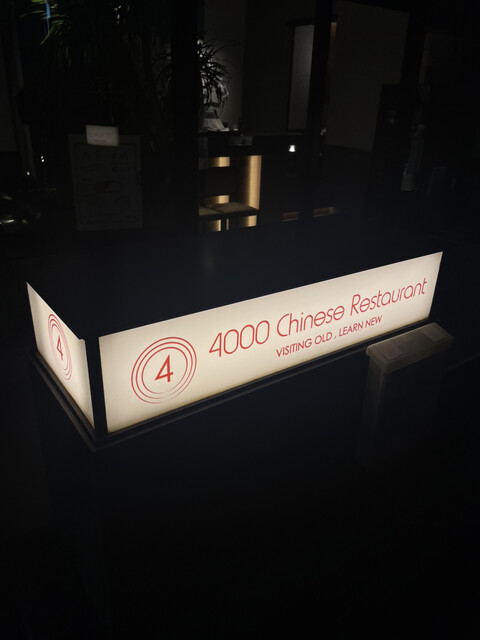 4
4
4000 Chinese Restaurant
VISITING OLD , LEARN NEW